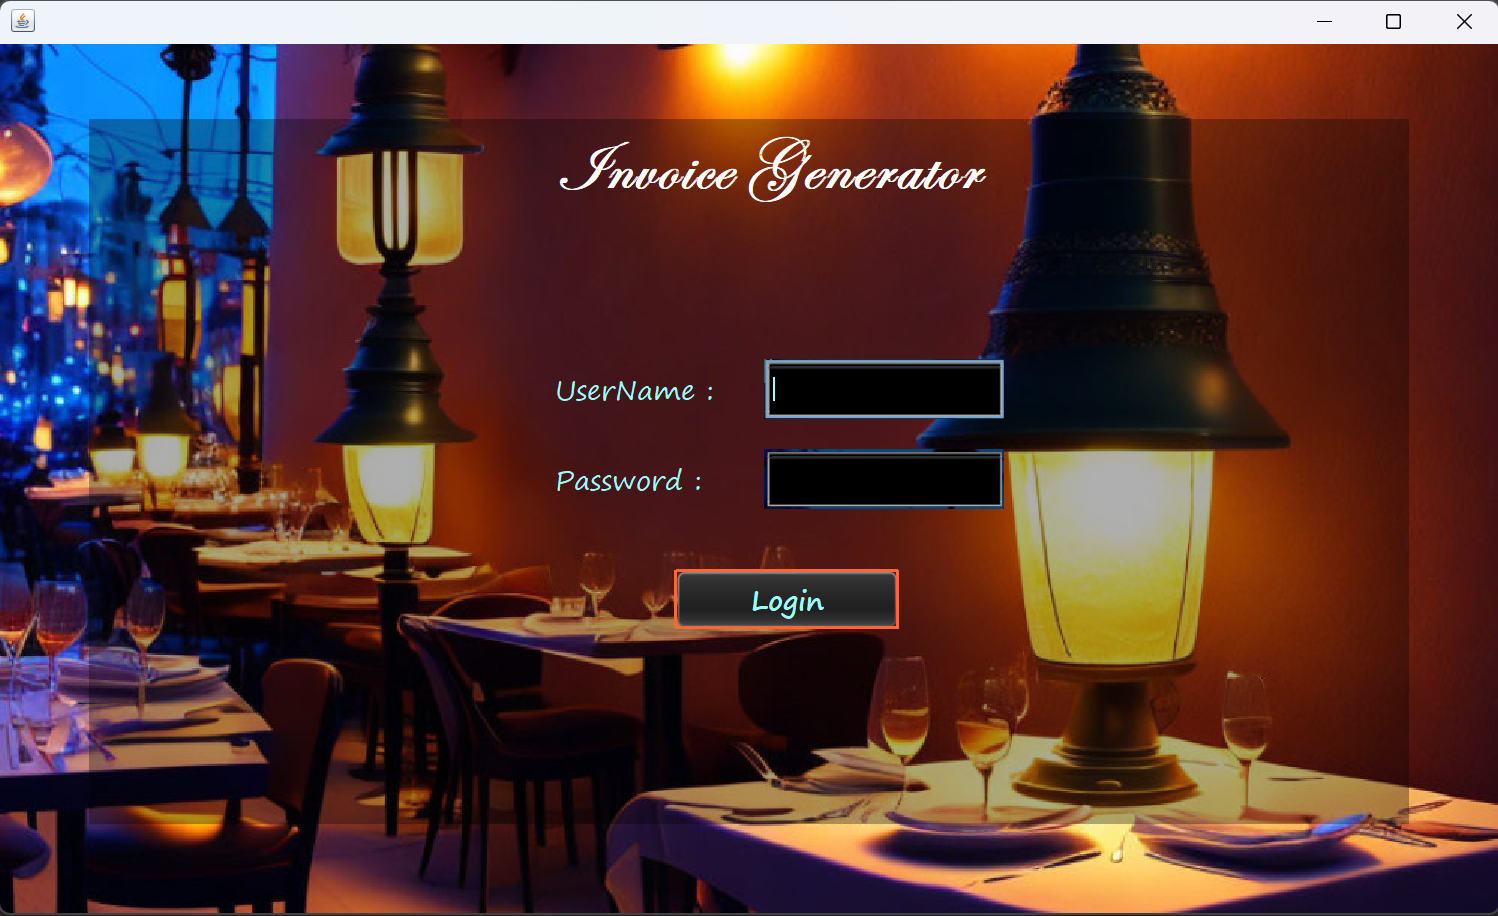 Invoice Generator
UserName :
Password :
Login